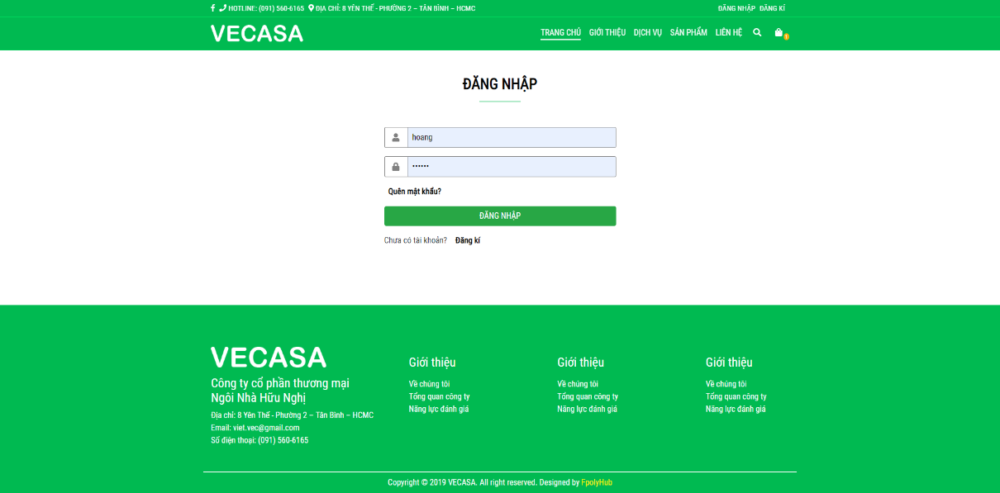 HOTLINE: (091) 560-6165 ĐỊA CHỈ: 8 YÊN THẾ - PHƯỜNG 2 – TÂN BÌNH – HCMC
ĐĂNG NHẬP ĐĂNG KÍ
VECASA
TRANG CHỦ GIỚI THIỆU DỊCH VỤ SẢN PHẨM LIÊN HỆ
ĐĂNG NHẬP
hoang
••••••
Quên mật khẩu?
ĐĂNG NHẬP
Chưa có tài khoản? Đăng kí
VECASA
Công ty cổ phần thương mại
Ngôi Nhà Hữu Nghị
Địa chỉ: 8 Yên Thế - Phường 2 – Tân Bình – HCMC
Email: viet.vec@gmail.com
Số điện thoại: (091) 560-6165
Giới thiệu
Về chúng tôi
Tổng quan công ty
Năng lực đánh giá
Giới thiệu
Về chúng tôi
Tổng quan công ty
Năng lực đánh giá
Giới thiệu
Về chúng tôi
Tổng quan công ty
Năng lực đánh giá
Copyright © 2019 VECASA. All right reserved. Designed by FpolyHub